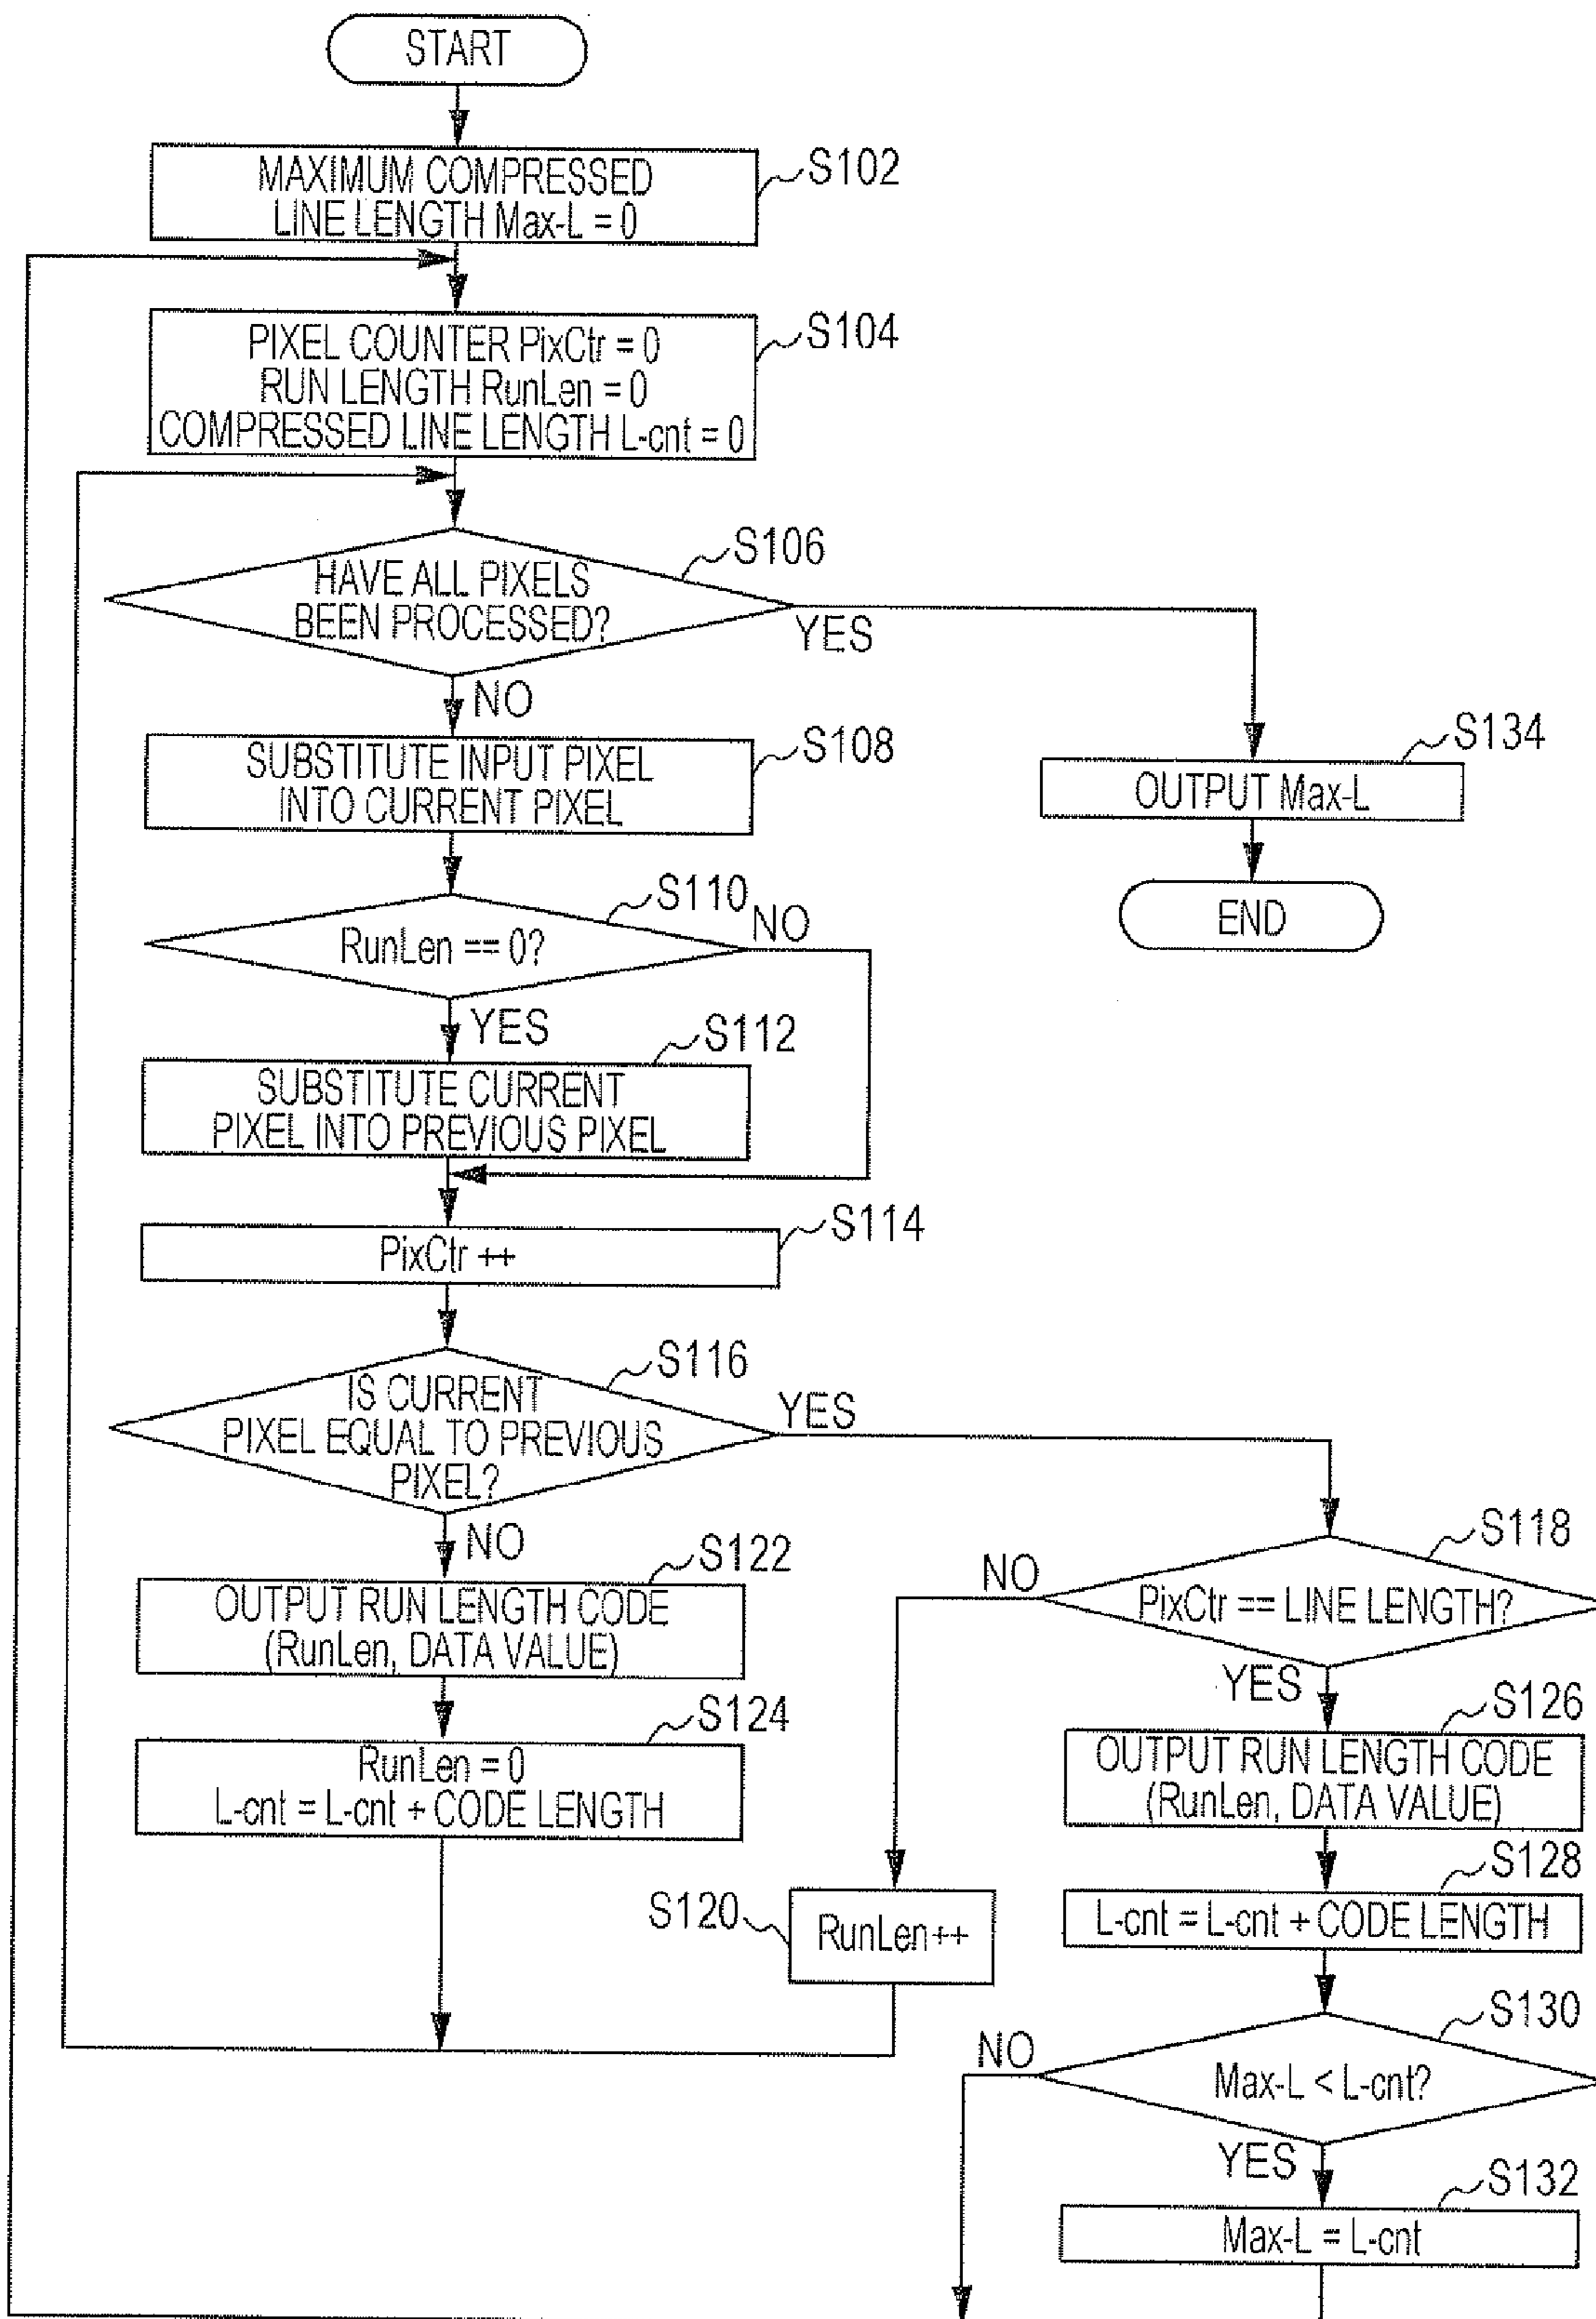 START
MAXIMUM COMPRESSED
LINE LENGTH Max-L = 0
S102
PIXEL COUNTER PixCtr = 0
RUN LENGTH RunLen = 0
COMPRESSED LINE LENGTH L-cnt = 0
S104
HAVE ALL PIXELS
BEEN PROCESSED?
S106
YES
NO
SUBSTITUTE INPUT PIXEL
INTO CURRENT PIXEL
S108
OUTPUT Max-L
S134
END
RunLen == 0?
S110
NO
YES
SUBSTITUTE CURRENT
PIXEL INTO PREVIOUS PIXEL
S112
PixCtr ++
S114
IS CURRENT
PIXEL EQUAL TO PREVIOUS
PIXEL?
S116
YES
NO
OUTPUT RUN LENGTH CODE
(RunLen, DATA VALUE)
S122
RunLen = 0
L-cnt = L-cnt + CODE LENGTH
S124
PixCtr == LINE LENGTH?
S118
NO
YES
S120
RunLen++
OUTPUT RUN LENGTH CODE
(RunLen, DATA VALUE)
S126
L-cnt = L-cnt + CODE LENGTH
S128
Max-L < L-cnt?
S130
NO
YES
Max-L = L-cnt
S132